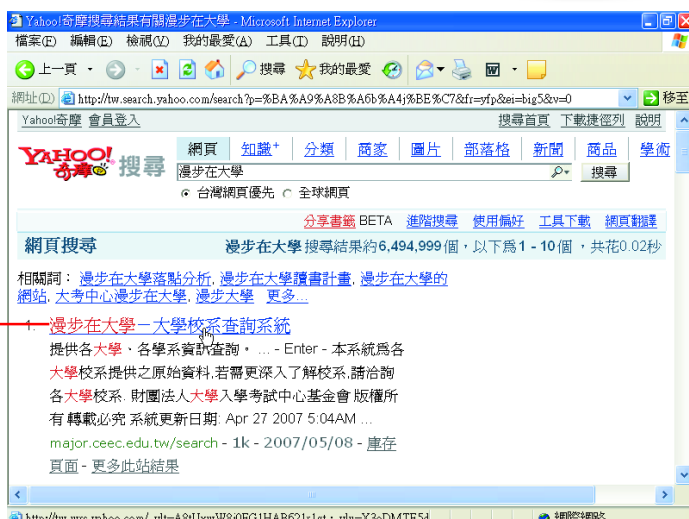 Yahoo!奇摩搜尋結果有關漫步在大學 - Microsoft Internet Explorer
檔案(F) 編輯(E) 檢視(V) 我的最愛(A) 工具(T) 說明(H)
上一頁 搜尋 我的最愛
網址(D) http://tw.search.yahoo.com/search?p=%BA%A9%A8B%A6b%A4j%BE%C7&fr=yfp&ei=big5&v=0 移至
Yahoo!奇摩 會員登入 搜尋首頁 下載捷徑列 說明
YAHOO!奇摩 搜尋 網頁 知識+ 分類 商家 圖片 部落格 新聞 商品 學術
漫步在大學 搜尋
台灣網頁優先 全球網頁
分享書籤 BETA 進階搜尋 使用偏好 工具下載 網頁翻譯
網頁搜尋 漫步在大學 搜尋結果約6,494,999個,以下為1 - 10個,共花0.02秒
相關詞: 漫步在大學落點分析, 漫步在大學讀書計畫, 漫步在大學的
網站, 大考中心漫步在大學, 漫步大學 更多...
1. 漫步在大學－大學校系查詢系統
提供各大學、各學系資訊查詢。 ... - Enter - 本系統為各
大學校系提供之原始資料,若需更深入了解校系,請洽詢
各大學校系. 財團法人大學入學考試中心基金會 版權所
有 轉載必究 系統更新日期: Apr 27 2007 5:04AM ...
major.ceec.edu.tw/search - 1k - 2007/05/08 - 庫存
頁面 - 更多此站結果
網際網路